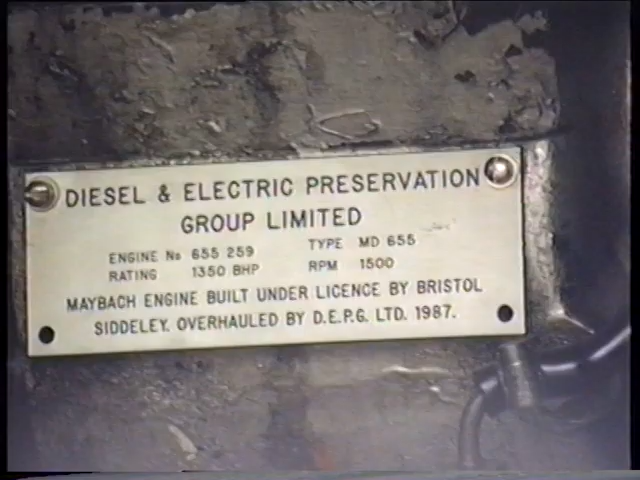 DIESEL & ELECTRIC PRESERVATION
GROUP LIMITED
ENGINE No 655 259 TYPE MD 655
RATING 1350 BHP RPM 1500
MAYBACH ENGINE BUILT UNDER LICENCE BY BRISTOL
SIDDELEY. OVERHAULED BY D.E.P.G. LTD. 1987.